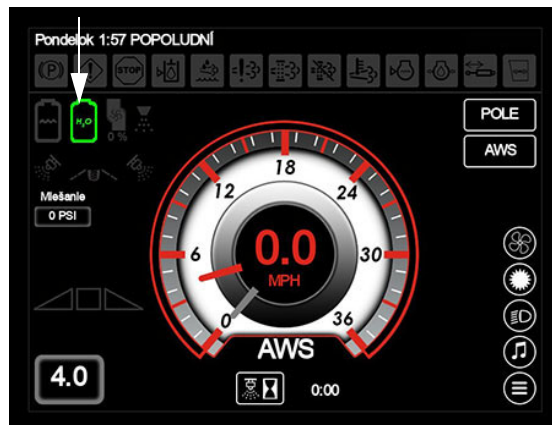 Pondelok 1:57 POPOLUDNÍ
(P) STOP
H₂O
0 %
POLE
AWS
Miešanie
0 PSI
0 6 12 18 24 30 36
0.0
MPH
AWS
4.0
0:00